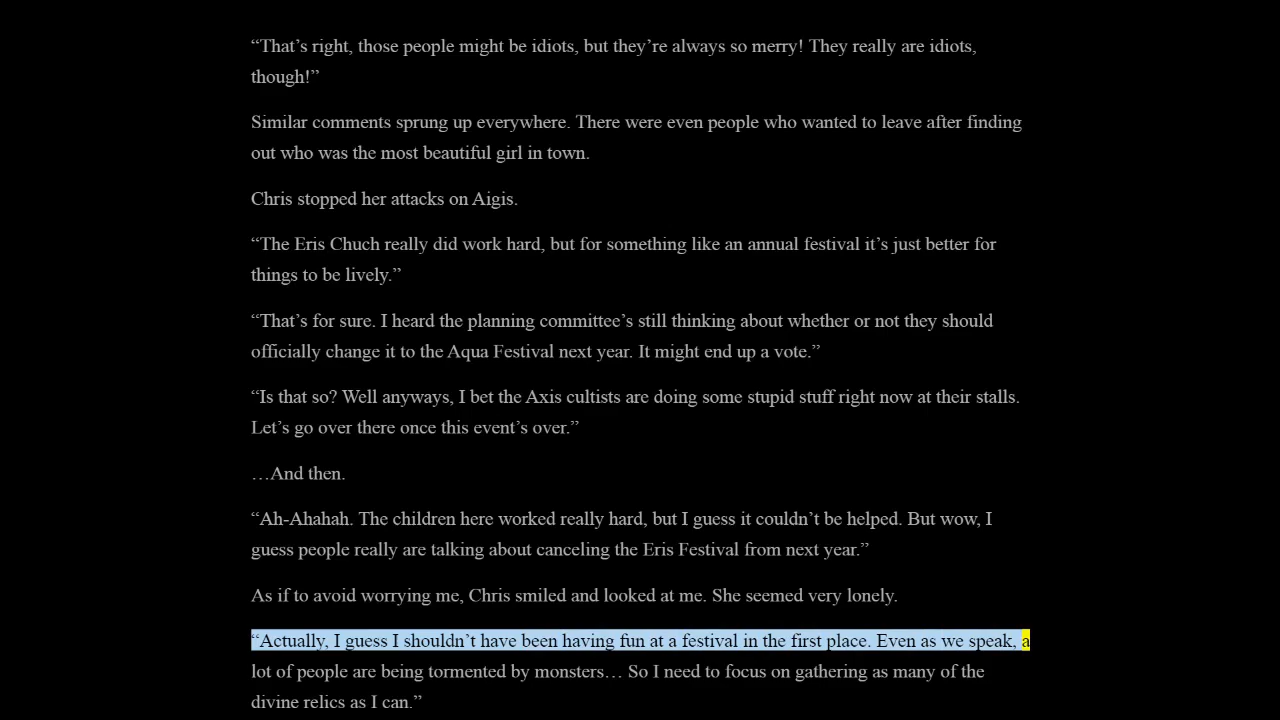 “That’s right, those people might be idiots, but they’re always so merry! They really are idiots,
though!”
Similar comments sprung up everywhere. There were even people who wanted to leave after finding
out who was the most beautiful girl in town.
Chris stopped her attacks on Aigis.
“The Eris Chuch really did work hard, but for something like an annual festival it’s just better for
things to be lively.”
“That’s for sure. I heard the planning committee’s still thinking about whether or not they should
officially change it to the Aqua Festival next year. It might end up a vote.”
“Is that so? Well anyways, I bet the Axis cultists are doing some stupid stuff right now at their stalls.
Let’s go over there once this event’s over.”
…And then.
“Ah-Ahahah. The children here worked really hard, but I guess it couldn’t be helped. But wow, I
guess people really are talking about canceling the Eris Festival from next year.”
As if to avoid worrying me, Chris smiled and looked at me. She seemed very lonely.
“Actually, I guess I shouldn’t have been having fun at a festival in the first place. Even as we speak, a
lot of people are being tormented by monsters… So I need to focus on gathering as many of the
divine relics as I can.”